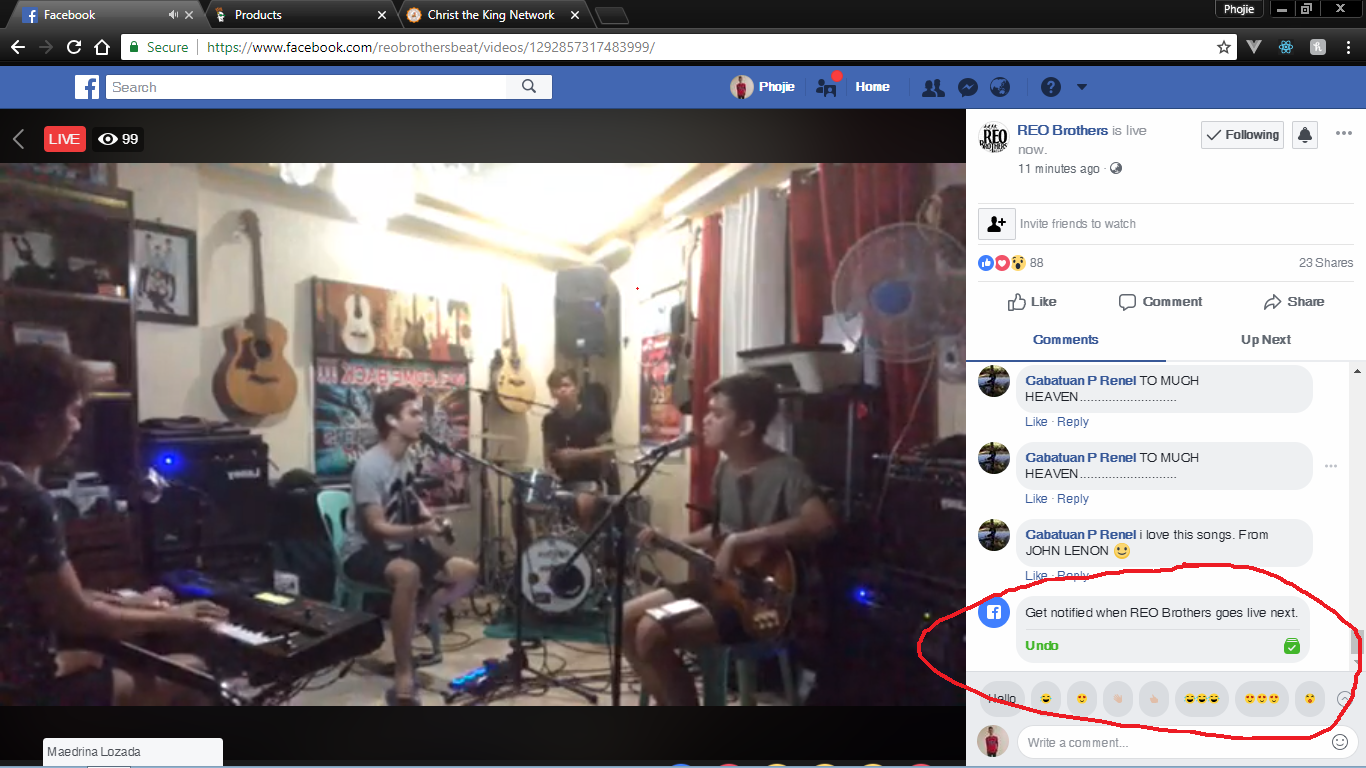 Facebook
Products
Christ the King Network
Phojie
Secure
https://www.facebook.com/reobrothersbeat/videos/1292857317483999/
Search
Phojie
Home
LIVE
99
REO
BROTHERS
REO Brothers is live
now.
11 minutes ago ·
Following
Invite friends to watch
88
23 Shares
Like
Comment
Share
Comments
Up Next
Gabatuan P Renel TO MUCH
HEAVEN...........................
Like · Reply
Gabatuan P Renel TO MUCH
HEAVEN...........................
Like · Reply
Gabatuan P Renel i love this songs. From
JOHN LENON 😀
Like · Reply
Get notified when REO Brothers goes live next.
Undo
Hello
Write a comment...
Maedrina Lozada